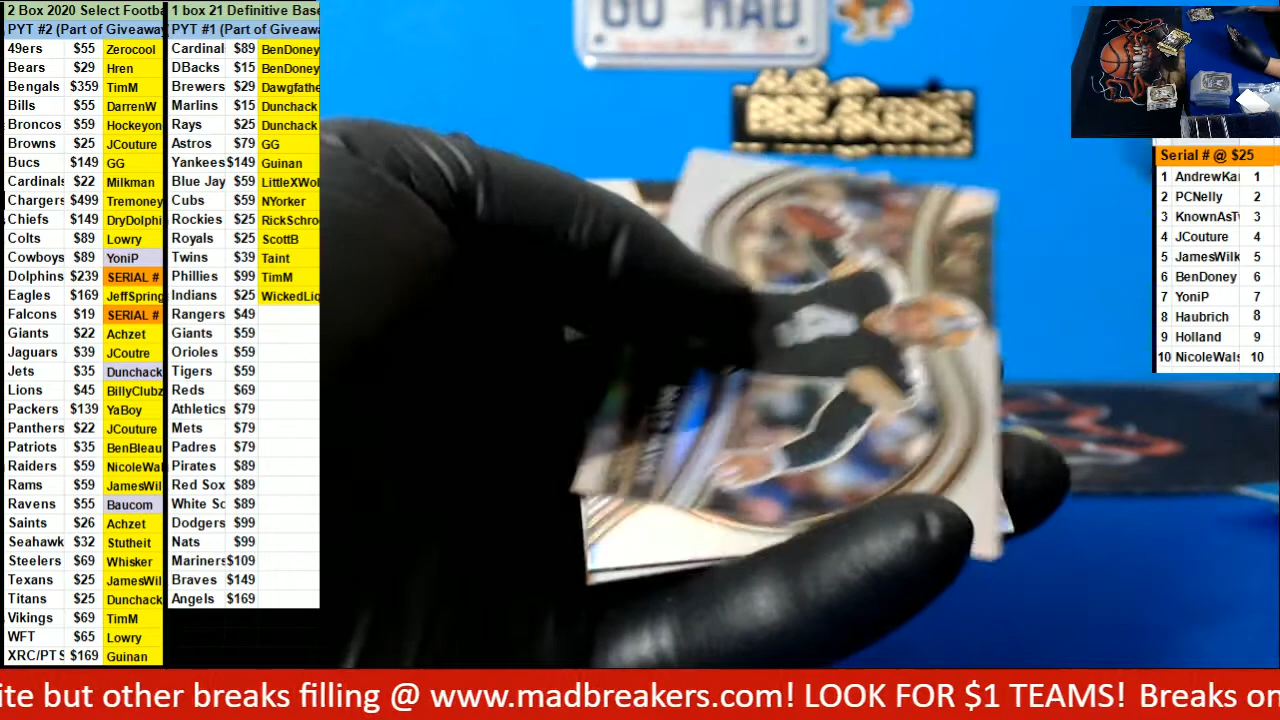 2 Box 2020 Select Footba
PYT #2 (Part of Giveaway
49ers $55 Zerocool
Bears $29 Hren
Bengals $359 TimM
Bills $55 DarrenW
Broncos $59 Hockeyon
Browns $25 JCouture
Bucs $149 GG
Cardinals $22 Milkman
Chargers $499 Tremoney
Chiefs $149 DryDolphi
Colts $89 Lowry
Cowboys $89 YoniP
Dolphins $239 SERIAL #
Eagles $169 JeffSpring
Falcons $19 SERIAL #
Giants $22 Achzet
Jaguars $39 JCoutre
Jets $35 Dunchack
Lions $45 BillyClubz
Packers $139 YaBoy
Panthers $22 JCouture
Patriots $35 BenBleau
Raiders $59 NicoleWal
Rams $59 JamesWil
Ravens $55 Baucom
Saints $26 Achzet
Seahawk $32 Stutheit
Steelers $69 Whisker
Texans $25 JamesWil
Titans $25 Dunchack
Vikings $69 TimM
WFT $65 Lowry
XRC/PT S $169 Guinan
1 box 21 Definitive Base
PYT #1 (Part of Giveawa
Cardinal $89 BenDoney
DBacks $15 BenDoney
Brewers $29 Dawgfathe
Marlins $15 Dunchack
Rays $25 Dunchack
Astros $79 GG
Yankees $149 Guinan
Blue Jay $59 LittleXWol
Cubs $59 NYorker
Rockies $25 RickSchro
Royals $25 ScottB
Twins $39 Taint
Phillies $99 TimM
Indians $25 WickedLiq
Rangers $49
Giants $59
Orioles $59
Tigers $59
Reds $69
Athletics $79
Mets $79
Padres $79
Pirates $89
Red Sox $89
White So $89
Dodgers $99
Nats $99
Mariners $109
Braves $149
Angels $169
GO MAD
MAD
BREAKERS
Serial # @ $25
1 AndrewKar 1
2 PCNelly 2
3 KnownAsT 3
4 JCouture 4
5 JamesWilk 5
6 BenDoney 6
7 YoniP 7
8 Haubrich 8
9 Holland 9
10 NicoleWals 10
ite but other breaks filling @ www.madbreakers.com! LOOK FOR $1 TEAMS! Breaks on